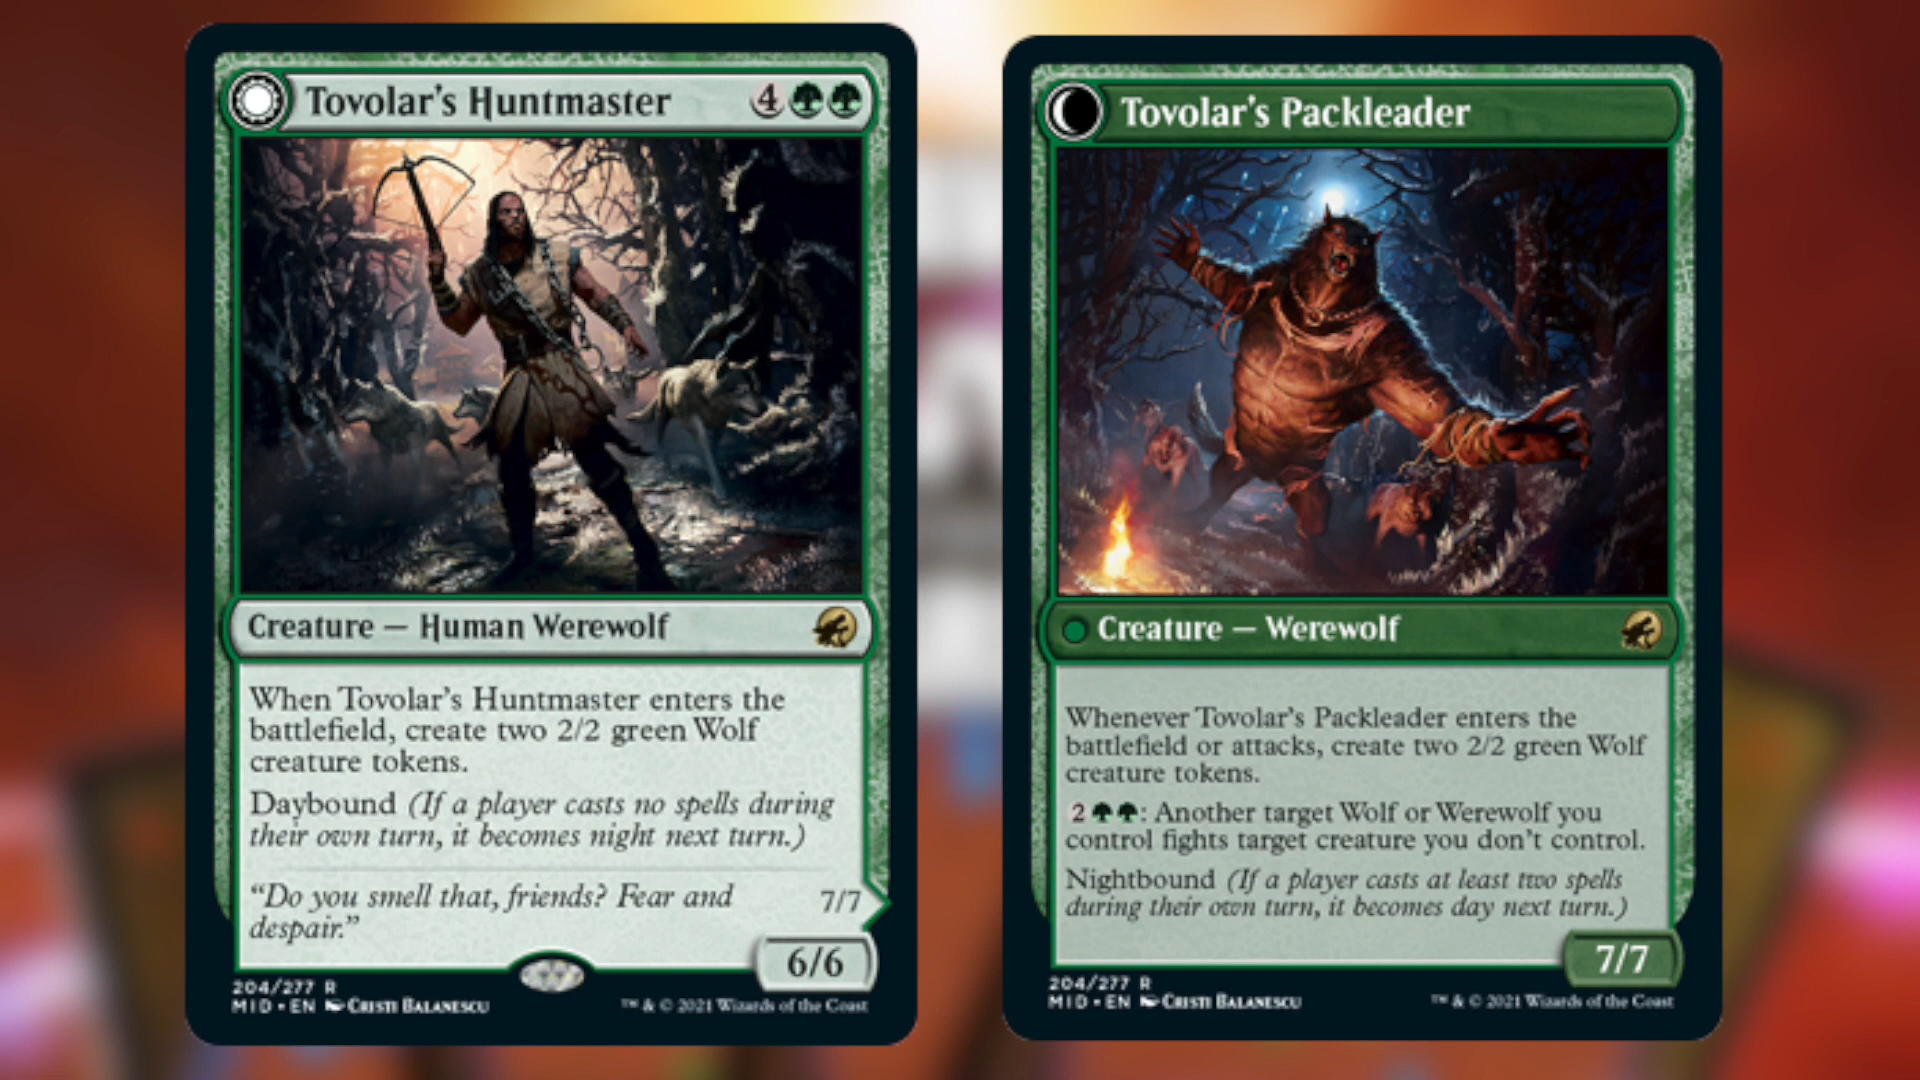 Tovolar's Huntmaster 4
Creature — Human Werewolf
When Tovolar's Huntmaster enters the
battlefield, create two 2/2 green Wolf
creature tokens.
Daybound (If a player casts no spells during
their own turn, it becomes night next turn.)
“Do you smell that, friends? Fear and
despair.”
7/7
6/6
204/277 R
MID • EN CRISTI BALANESCU
™ & © 2021 Wizards of the Coast
Tovolar's Packleader
Creature — Werewolf
Whenever Tovolar's Packleader enters the
battlefield or attacks, create two 2/2 green Wolf
creature tokens.
2: Another target Wolf or Werewolf you
control fights target creature you don't control.
Nightbound (If a player casts at least two spells
during their own turn, it becomes day next turn.)
7/7
204/277 R
MID • EN CRISTI BALANESCU
™ & © 2021 Wizards of the Coast